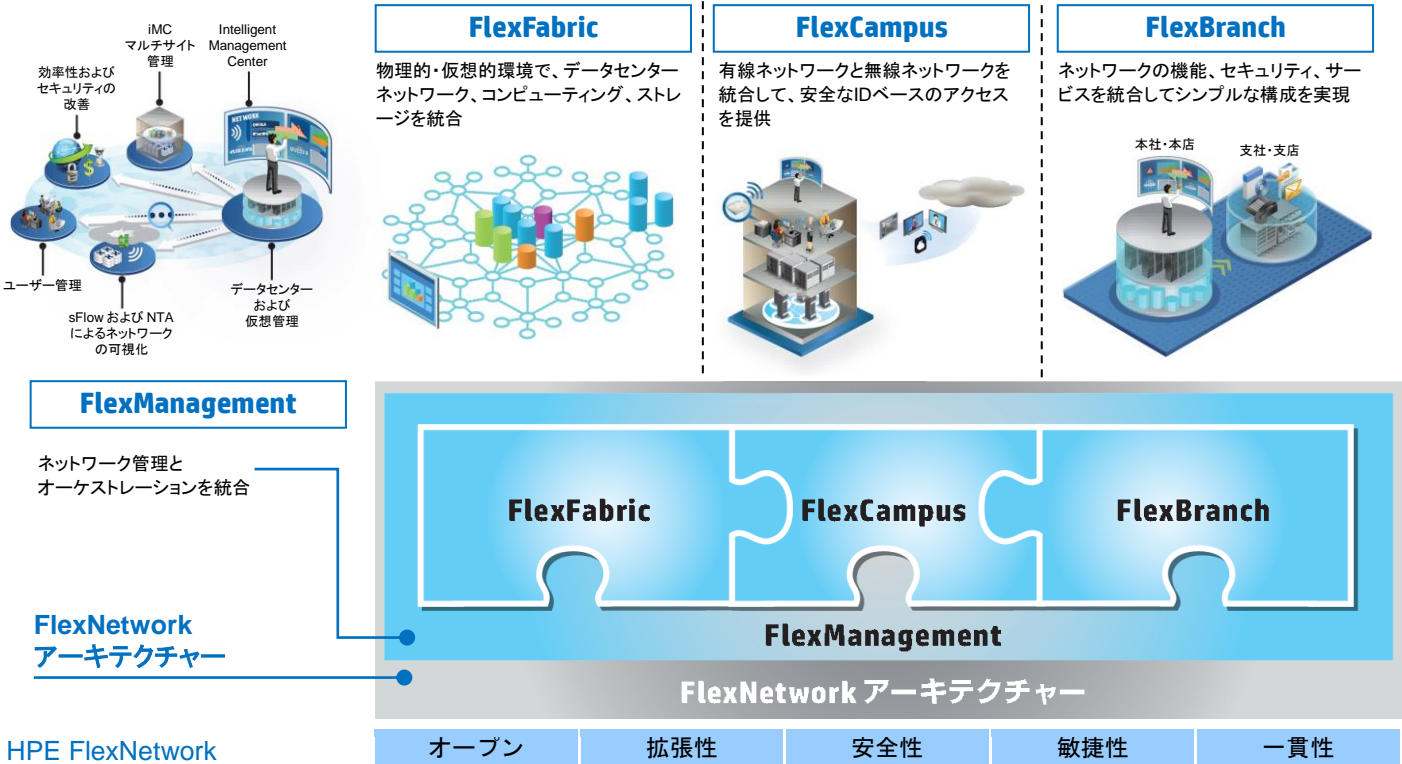 iMC
マルチサイト
管理
Intelligent
Management
Center
効率性および
セキュリティの
改善
NETWORK
ユーザー管理
sFlow および NTA
によるネットワーク
の可視化
データセンター
および
仮想管理
FlexFabric
物理的・仮想的環境で、データセンター
ネットワーク、コンピューティング、ストレ
ージを統合
FlexCampus
有線ネットワークと無線ネットワークを
統合して、安全なIDベースのアクセス
を提供
FlexBranch
ネットワークの機能、セキュリティ、サー
ビスを統合してシンプルな構成を実現
本社・本店
支社・支店
FlexManagement
ネットワーク管理と
オーケストレーションを統合
FlexNetwork
アーキテクチャー
FlexFabric
FlexCampus
FlexBranch
FlexManagement
FlexNetwork アーキテクチャー
HPE FlexNetwork
オープン
拡張性
安全性
敏捷性
一貫性